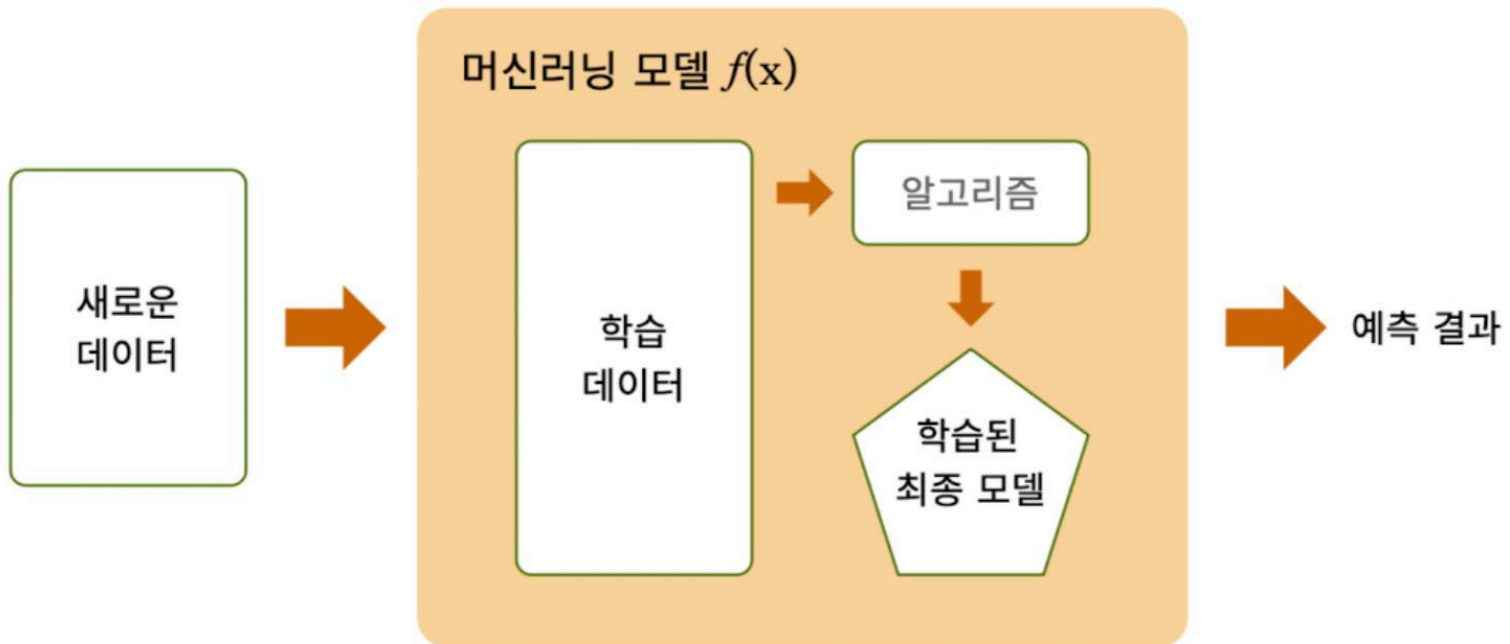 머신러닝 모델 f(x)
새로운
데이터
학습
데이터
알고리즘
학습된
최종 모델
예측 결과